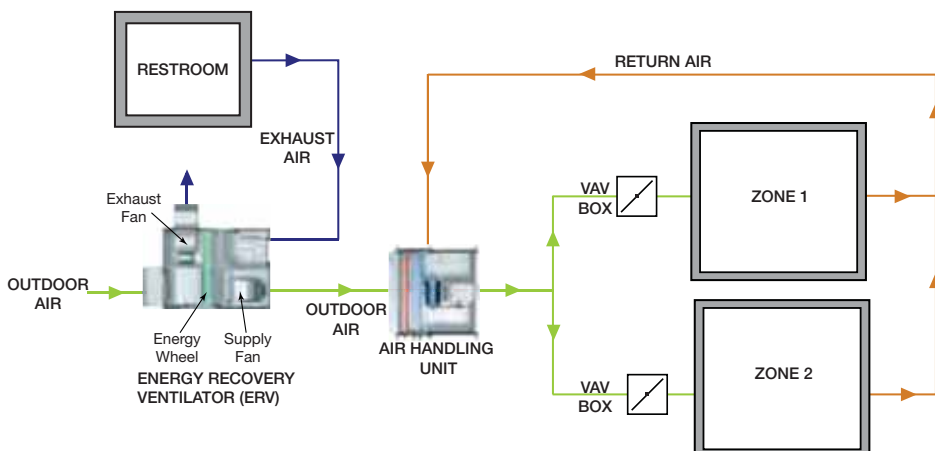 RESTROOM
RETURN AIR
EXHAUST
AIR
Exhaust
Fan
VAV
BOX
ZONE 1
OUTDOOR
AIR
OUTDOOR
AIR
Energy
Wheel
Supply
Fan
AIR HANDLING
UNIT
ENERGY RECOVERY
VENTILATOR (ERV)
VAV
BOX
ZONE 2